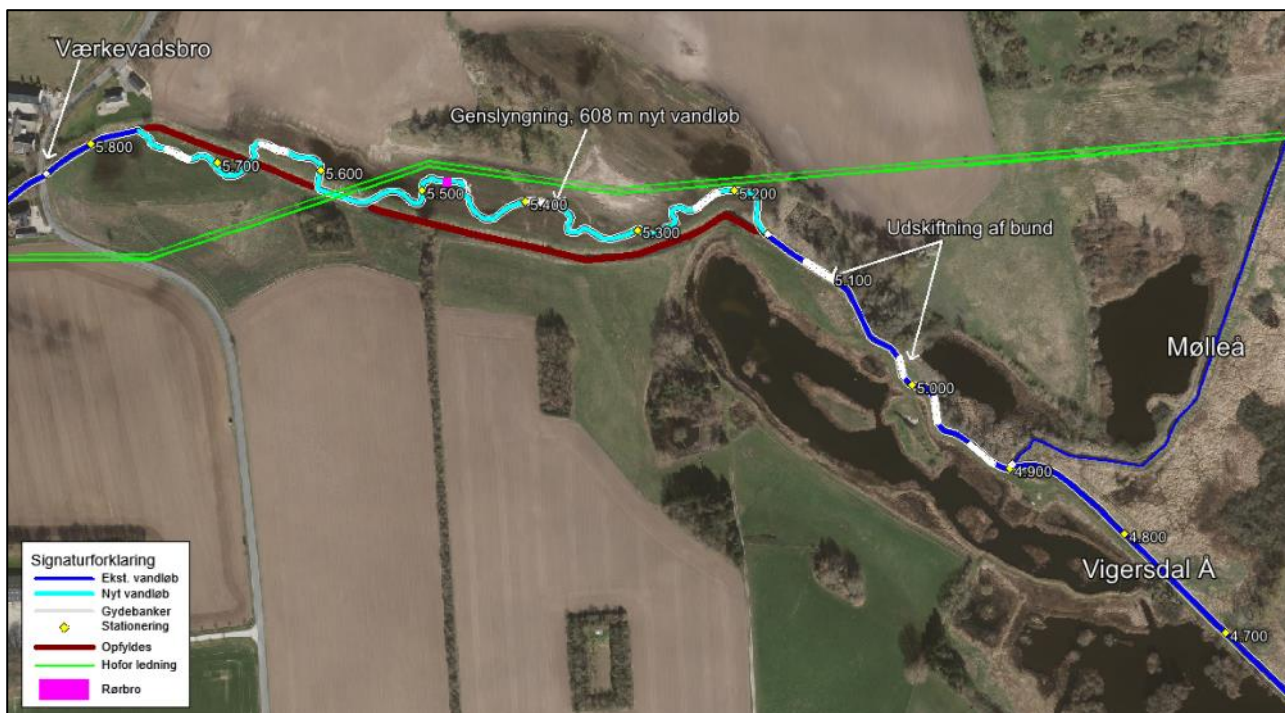 Værkevadsbro
Genslyngning, 608 m nyt vandløb
5.800
5.700
5.600
5.500
5.400
5.300
5.200
Udskiftning af bund
5.100
5.000
Mølleå
4.900
4.800
Vigersdal Å
4.700
Signaturforklaring
Ekst. vandløb
Nyt vandløb
Gydebanker
Stationering
Opfyldes
Hofor ledning
Rørbro